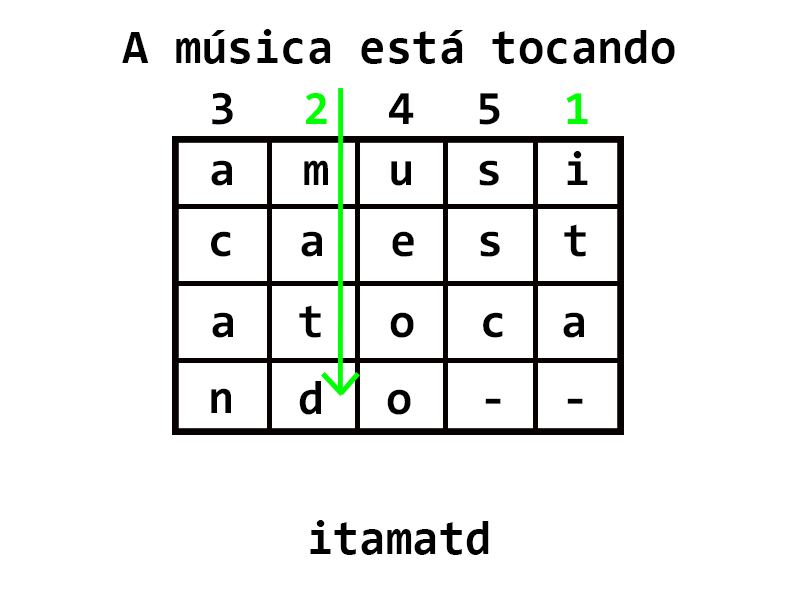 A música está tocando
3 2 4 5 1
a m u s i
c a e s t
a t o c a
n d o - -
itamatd